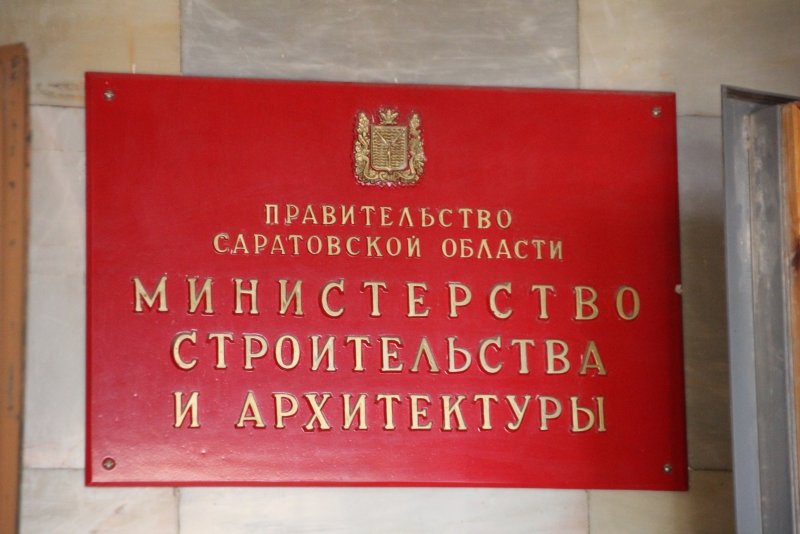 ПРАВИТЕЛЬСТВО
САРАТОВСКОЙ ОБЛАСТИ
МИНИСТЕРСТВО
СТРОИТЕЛЬСТВА
И АРХИТЕКТУРЫ